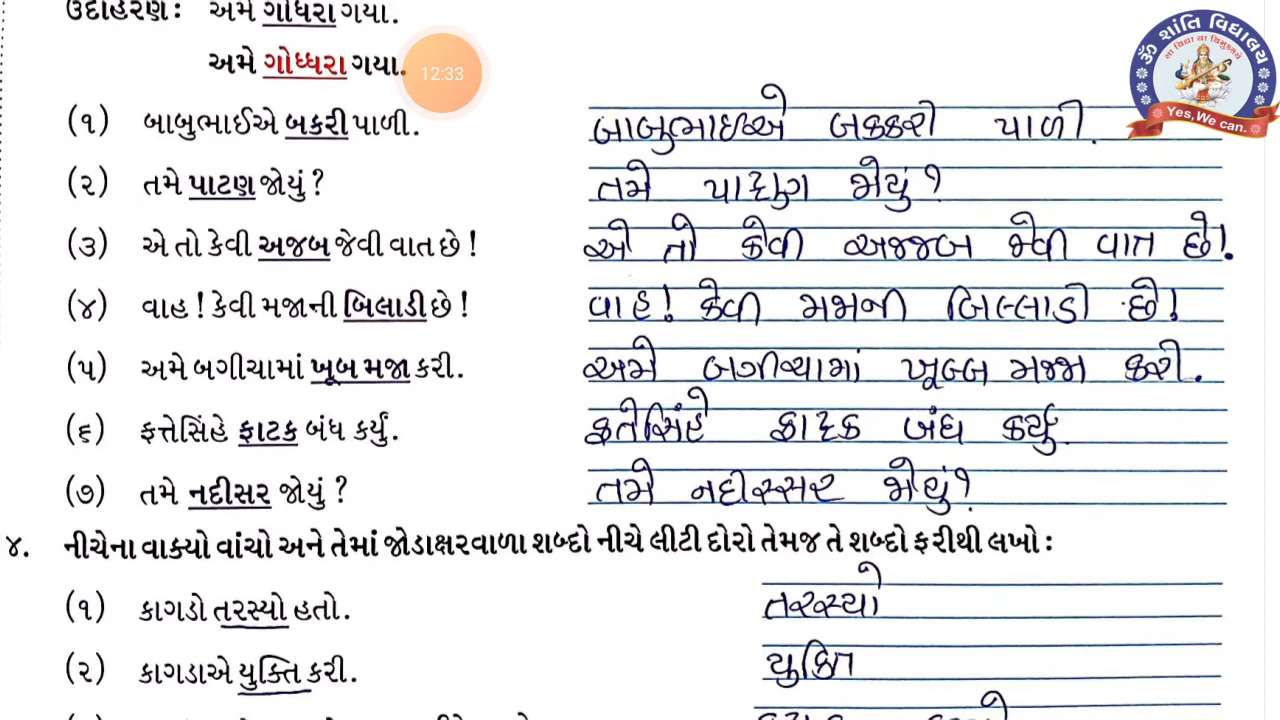 ઉદાહરણ: અમે ગોધરા ગયા.
અમે ગોધ્ધરા ગયા.
12:33
ૐ શાંતિ વિદ્યાલય
સા વિદ્યા યા વિમુક્તયે
Yes, We can.
(૧) બાબુભાઈએ બકરી પાળી. બાબુભાઈએ બક્કરી પાળી.
(૨) તમે પાટણ જોયું ? તમે પાટ્ટણ જોયું ?
(૩) એ તો કેવી અજબ જેવી વાત છે ! એ તો કેવી અજ્જબ જેવી વાત છે !
(૪) વાહ ! કેવી મજાની બિલાડી છે ! વાહ ! કેવી મજાની બિલ્લાડી છે !
(૫) અમે બગીચામાં ખૂબ મજા કરી. અમે બગીચામાં ખૂબ્બ મજ્જા કરી.
(૬) ફત્તેસિંહે ફાટક બંધ કર્યું. ફતેસિંહે ફાટ્ટક બંધ કર્યું.
(૭) તમે નદીસર જોયું ? તમે નદીસ્સર જોયું ?
૪. નીચેના વાક્યો વાંચો અને તેમાં જોડાક્ષરવાળા શબ્દો નીચે લીટી દોરો તેમજ તે શબ્દો ફરીથી લખો :
(૧) કાગડો તરસ્યો હતો. તરસ્યો
(૨) કાગડાએ યુક્તિ કરી. યુક્તિ